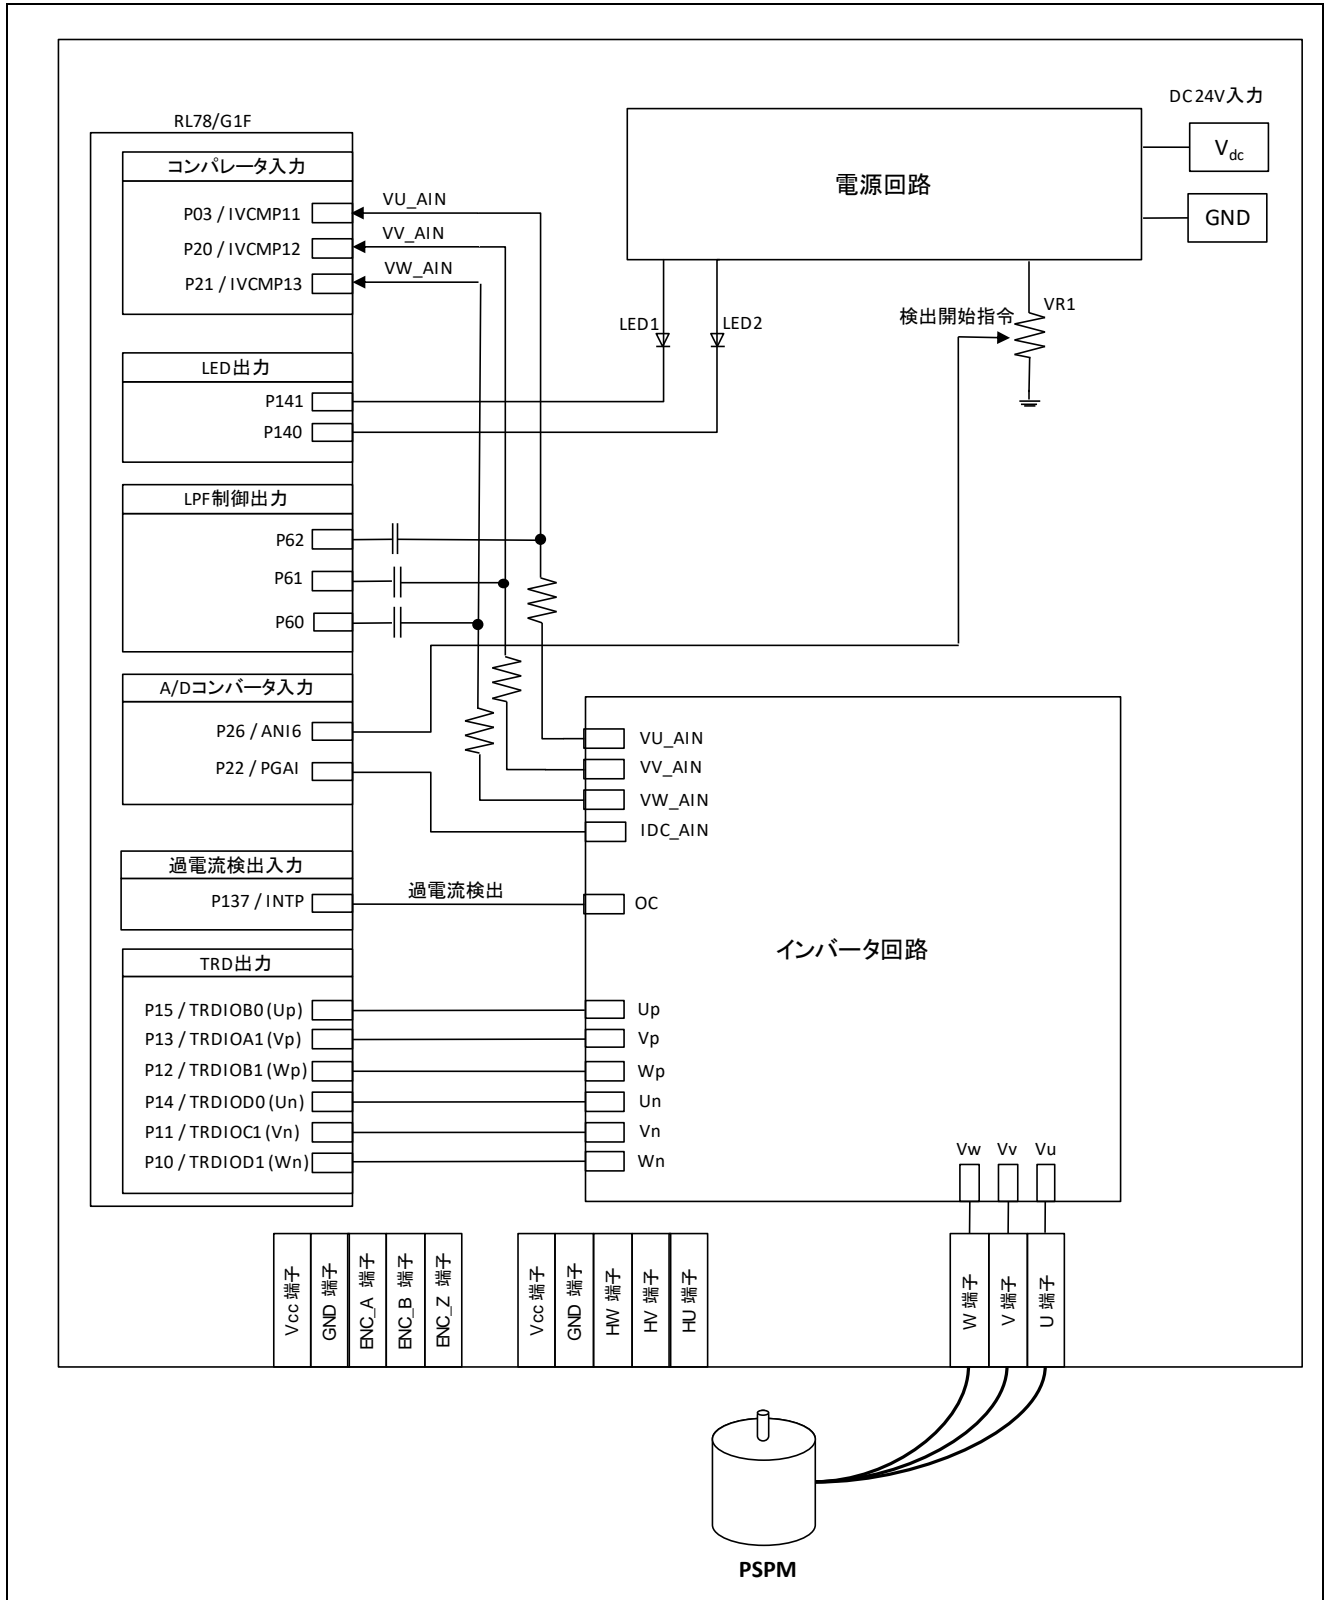 DC24V入力
Vdc
GND
電源回路
RL78/G1F
コンパレータ入力
P03 / IVCMP11
P20 / IVCMP12
P21 / IVCMP13
VU_AIN
VV_AIN
VW_AIN
LED1
LED2
検出開始指令
VR1
LED出力
P141
P140
LPF制御出力
P62
P61
P60
A/Dコンバータ入力
P26 / ANI6
P22 / PGAI
VU_AIN
VV_AIN
VW_AIN
IDC_AIN
過電流検出入力
P137 / INTP
過電流検出
OC
インバータ回路
TRD出力
P15 / TRDIOB0 (Up)
P13 / TRDIOA1 (Vp)
P12 / TRDIOB1 (Wp)
P14 / TRDIOD0 (Un)
P11 / TRDIOC1 (Vn)
P10 / TRDIOD1 (Wn)
Up
Vp
Wp
Un
Vn
Wn
Vw
Vv
Vu
Vcc 端子
GND 端子
ENC_A 端子
ENC_B 端子
ENC_Z 端子
Vcc 端子
GND 端子
HW 端子
HV 端子
HU 端子
W 端子
V 端子
U 端子
PSPM